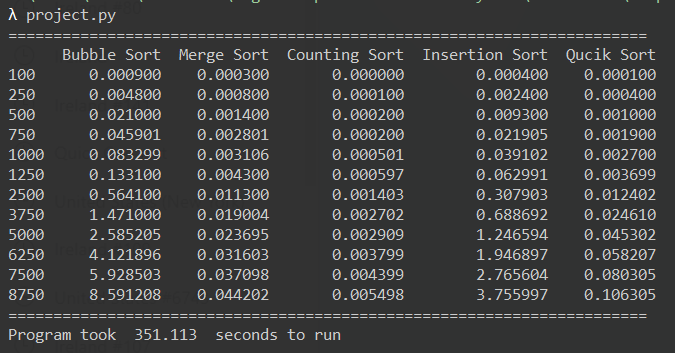 λ project.py
=======================================================================
Bubble Sort Merge Sort Counting Sort Insertion Sort Qucik Sort
100 0.000900 0.000300 0.000000 0.000400 0.000100
250 0.004800 0.000800 0.000100 0.002400 0.000400
500 0.021000 0.001400 0.000200 0.009300 0.001000
750 0.045901 0.002801 0.000200 0.021905 0.001900
1000 0.083299 0.003106 0.000501 0.039102 0.002700
1250 0.133100 0.004300 0.000597 0.062991 0.003699
2500 0.564100 0.011300 0.001403 0.307903 0.012402
3750 1.471000 0.019004 0.002702 0.688692 0.024610
5000 2.585205 0.023695 0.002909 1.246594 0.045302
6250 4.121896 0.031603 0.003799 1.946897 0.058207
7500 5.928503 0.037098 0.004399 2.765604 0.080305
8750 8.591208 0.044202 0.005498 3.755997 0.106305
=======================================================================
Program took 351.113 seconds to run